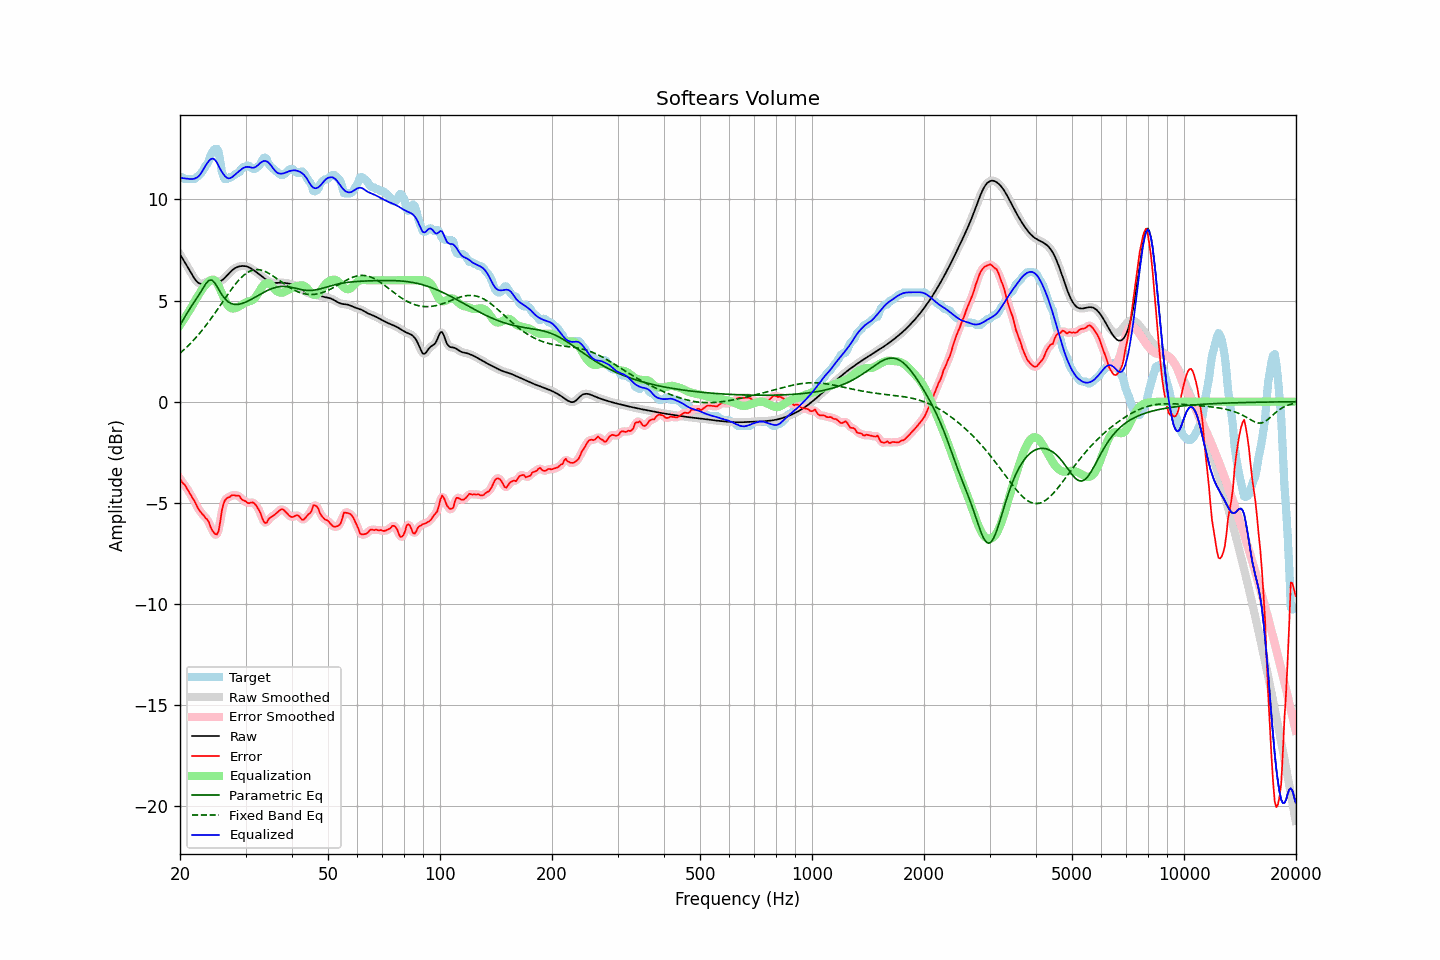 Softears Volume
Amplitude (dBr)
10
5
0
−5
−10
−15
−20
Target
Raw Smoothed
Error Smoothed
Raw
Error
Equalization
Parametric Eq
Fixed Band Eq
Equalized
20 50 100 200 500 1000 2000 5000 10000 20000
Frequency (Hz)